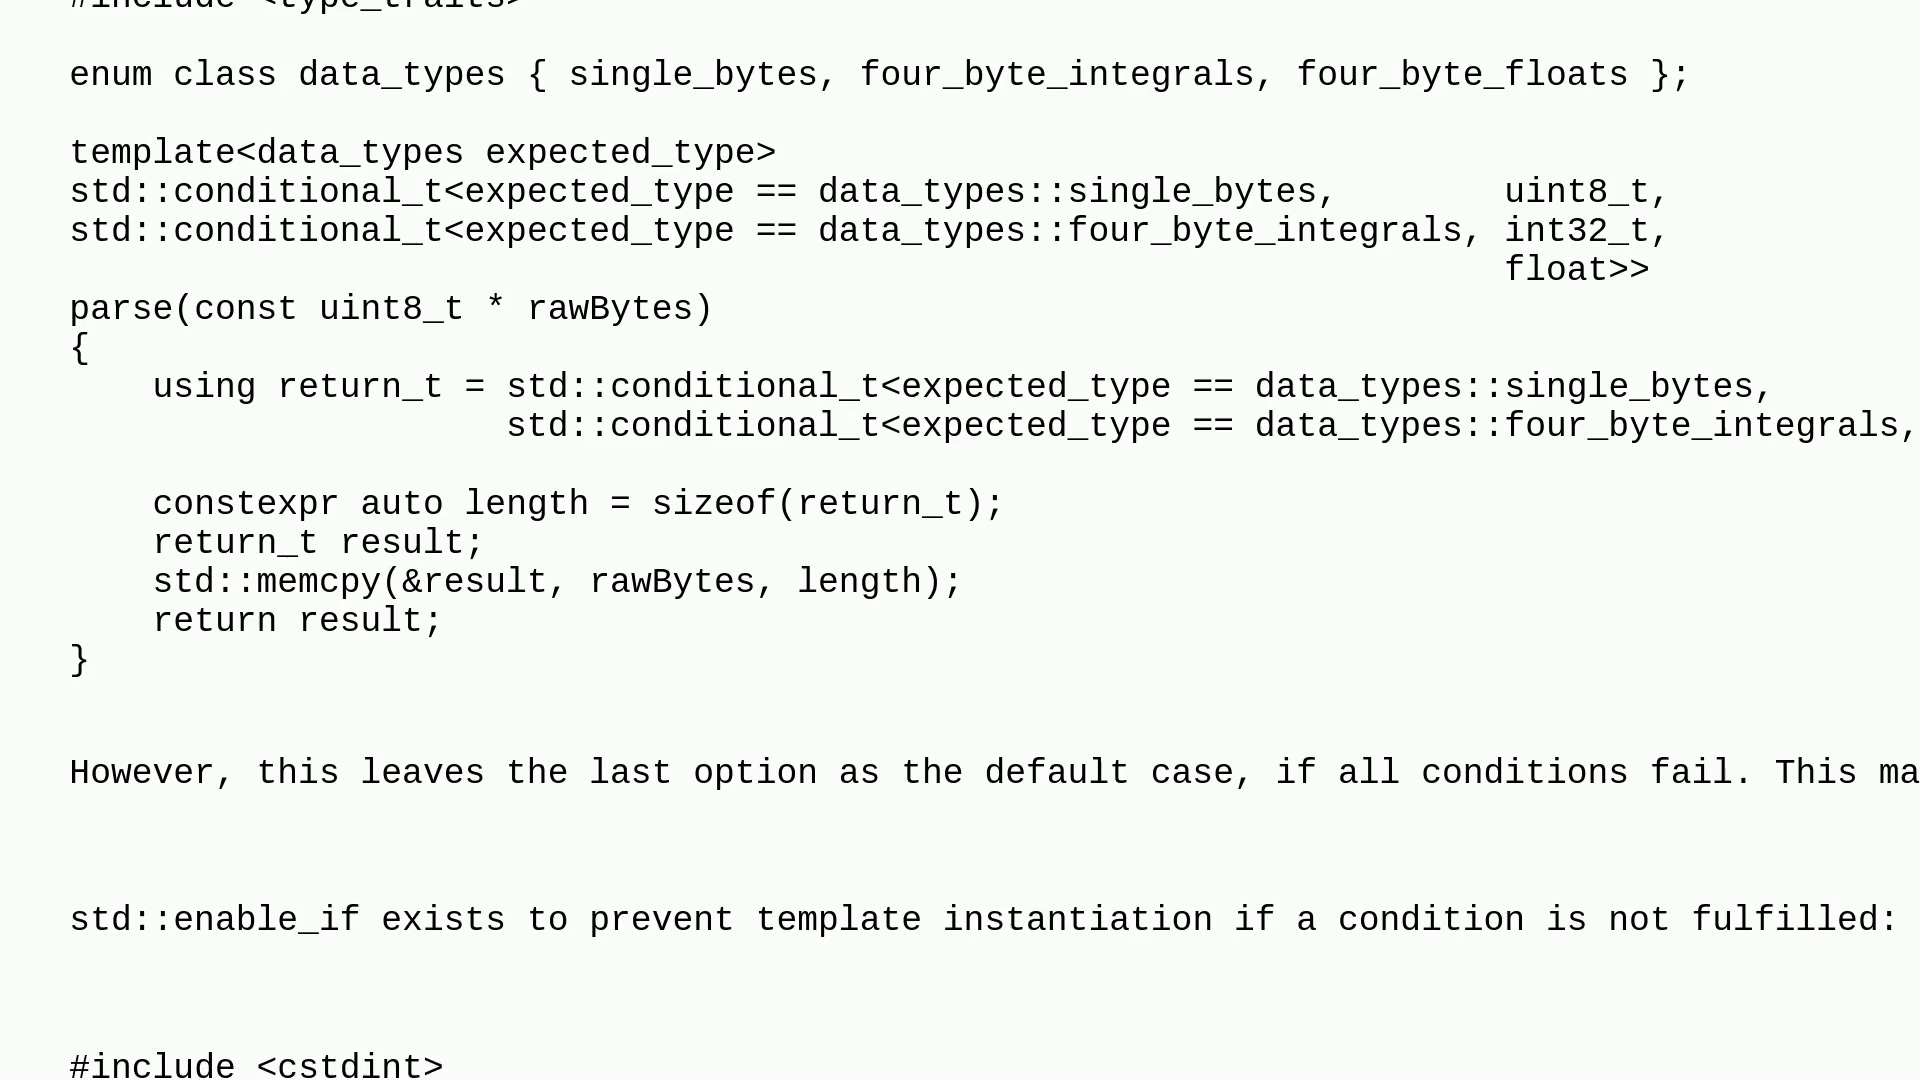 #include <type_traits>
enum class data_types { single_bytes, four_byte_integrals, four_byte_floats };
template<data_types expected_type>
std::conditional_t<expected_type == data_types::single_bytes,        uint8_t,
std::conditional_t<expected_type == data_types::four_byte_integrals, int32_t,
                                                                     float>>
parse(const uint8_t * rawBytes)
{
    using return_t = std::conditional_t<expected_type == data_types::single_bytes,
                     std::conditional_t<expected_type == data_types::four_byte_integrals,
    constexpr auto length = sizeof(return_t);
    return_t result;
    std::memcpy(&result, rawBytes, length);
    return result;
}
However, this leaves the last option as the default case, if all conditions fail. This ma
std::enable_if exists to prevent template instantiation if a condition is not fulfilled:
#include <cstdint>